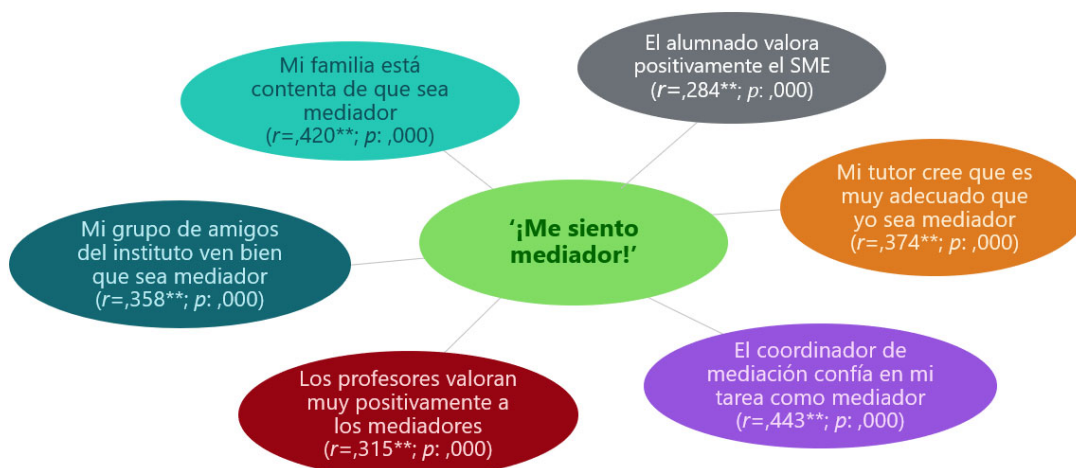 El alumnado valora
positivamente el SME
(r=,284**; p: ,000)
Mi familia está
contenta de que sea
mediador
(r=,420**; p: ,000)
Mi tutor cree que es
muy adecuado que
yo sea mediador
(r=,374**; p: ,000)
‘¡Me siento
mediador!’
Mi grupo de amigos
del instituto ven bien
que sea mediador
(r=,358**; p: ,000)
El coordinador de
mediación confía en mi
tarea como mediador
(r=,443**; p: ,000)
Los profesores valoran
muy positivamente a
los mediadores
(r=,315**; p: ,000)